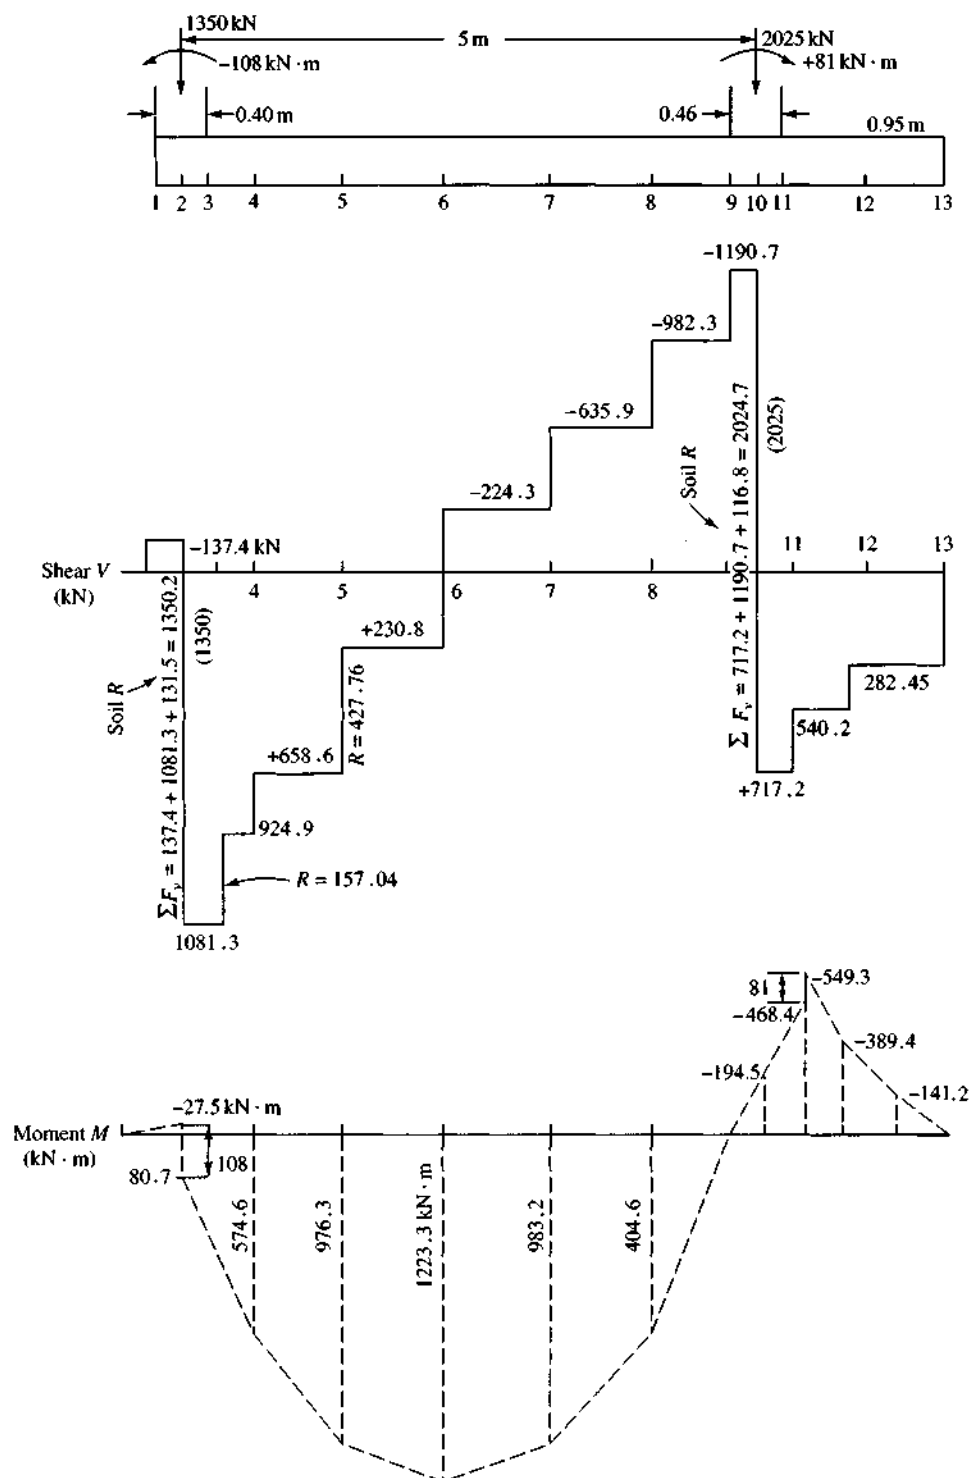 1350 kN
5 m
2025 kN
−108 kN · m
+81 kN · m
0.40 m
0.46
0.95 m
1 2 3 4 5 6 7 8 9 10 11 12 13
−1190.7
−982.3
−635.9
−224.3
Soil R
∑ Fᵥ = 717.2 + 1190.7 + 116.8 = 2024.7
(2025)
−137.4 kN
Shear V
(kN)
4 5 6 7 8 11 12 13
+230.8
+658.6
R = 427.76
924.9
R = 157.04
1081.3
Soil R
∑Fᵥ = 137.4 + 1081.3 + 131.5 = 1350.2
(1350)
282.45
540.2
+717.2
81
−549.3
−468.4
−389.4
−194.5
−141.2
−27.5 kN · m
Moment M
(kN · m)
80.7
108
574.6
976.3
1223.3 kN · m
983.2
404.6